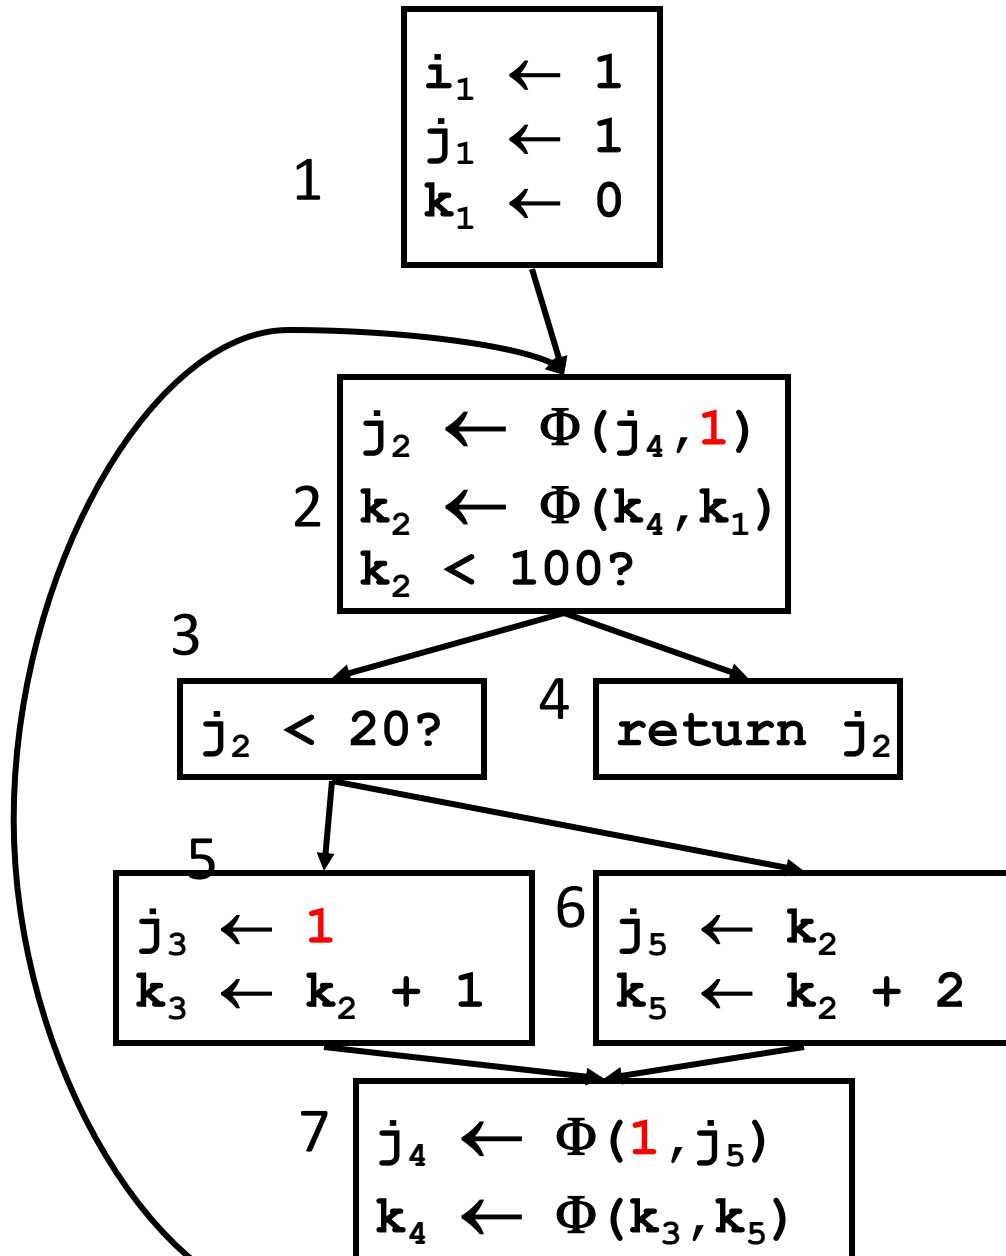 i₁ ← 1
j₁ ← 1
1
k₁ ← 0
j₂ ← Φ(j₄,1)
2
k₂ ← Φ(k₄,k₁)
k₂ < 100?
3
j₂ < 20?
4
return j₂
5
j₃ ← 1
k₃ ← k₂ + 1
6
j₅ ← k₂
k₅ ← k₂ + 2
7
j₄ ← Φ(1,j₅)
k₄ ← Φ(k₃,k₅)